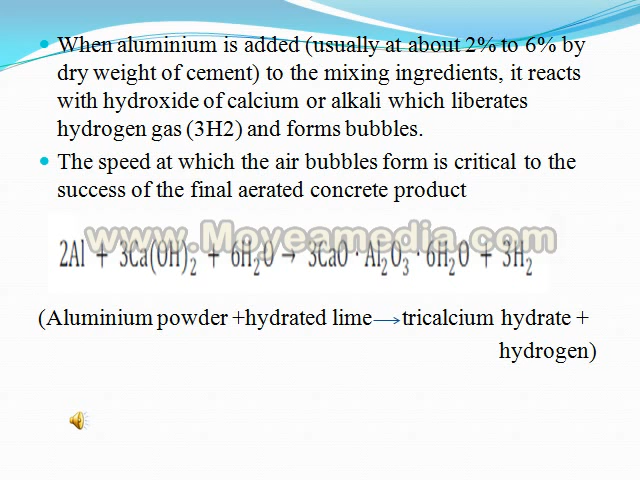 When aluminium is added (usually at about 2% to 6% by
dry weight of cement) to the mixing ingredients, it reacts
with hydroxide of calcium or alkali which liberates
hydrogen gas (3H2) and forms bubbles.
The speed at which the air bubbles form is critical to the
success of the final aerated concrete product
www.Moyeamedia.com
2Al + 3Ca(OH)₂ + 6H₂O → 3CaO · Al₂O₃ · 6H₂O + 3H₂
(Aluminium powder +hydrated lime→tricalcium hydrate +
hydrogen)